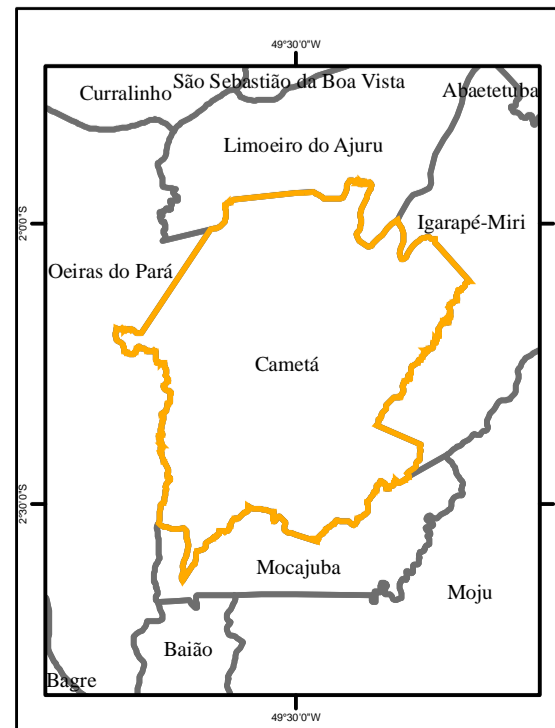 49°30'0"W
São Sebastião da Boa Vista
Curralinho
Abaetetuba
Limoeiro do Ajuru
2°0'0"S
Igarapé-Miri
Oeiras do Pará
Cametá
2°30'0"S
Mocajuba
Moju
Baião
Bagre
49°30'0"W